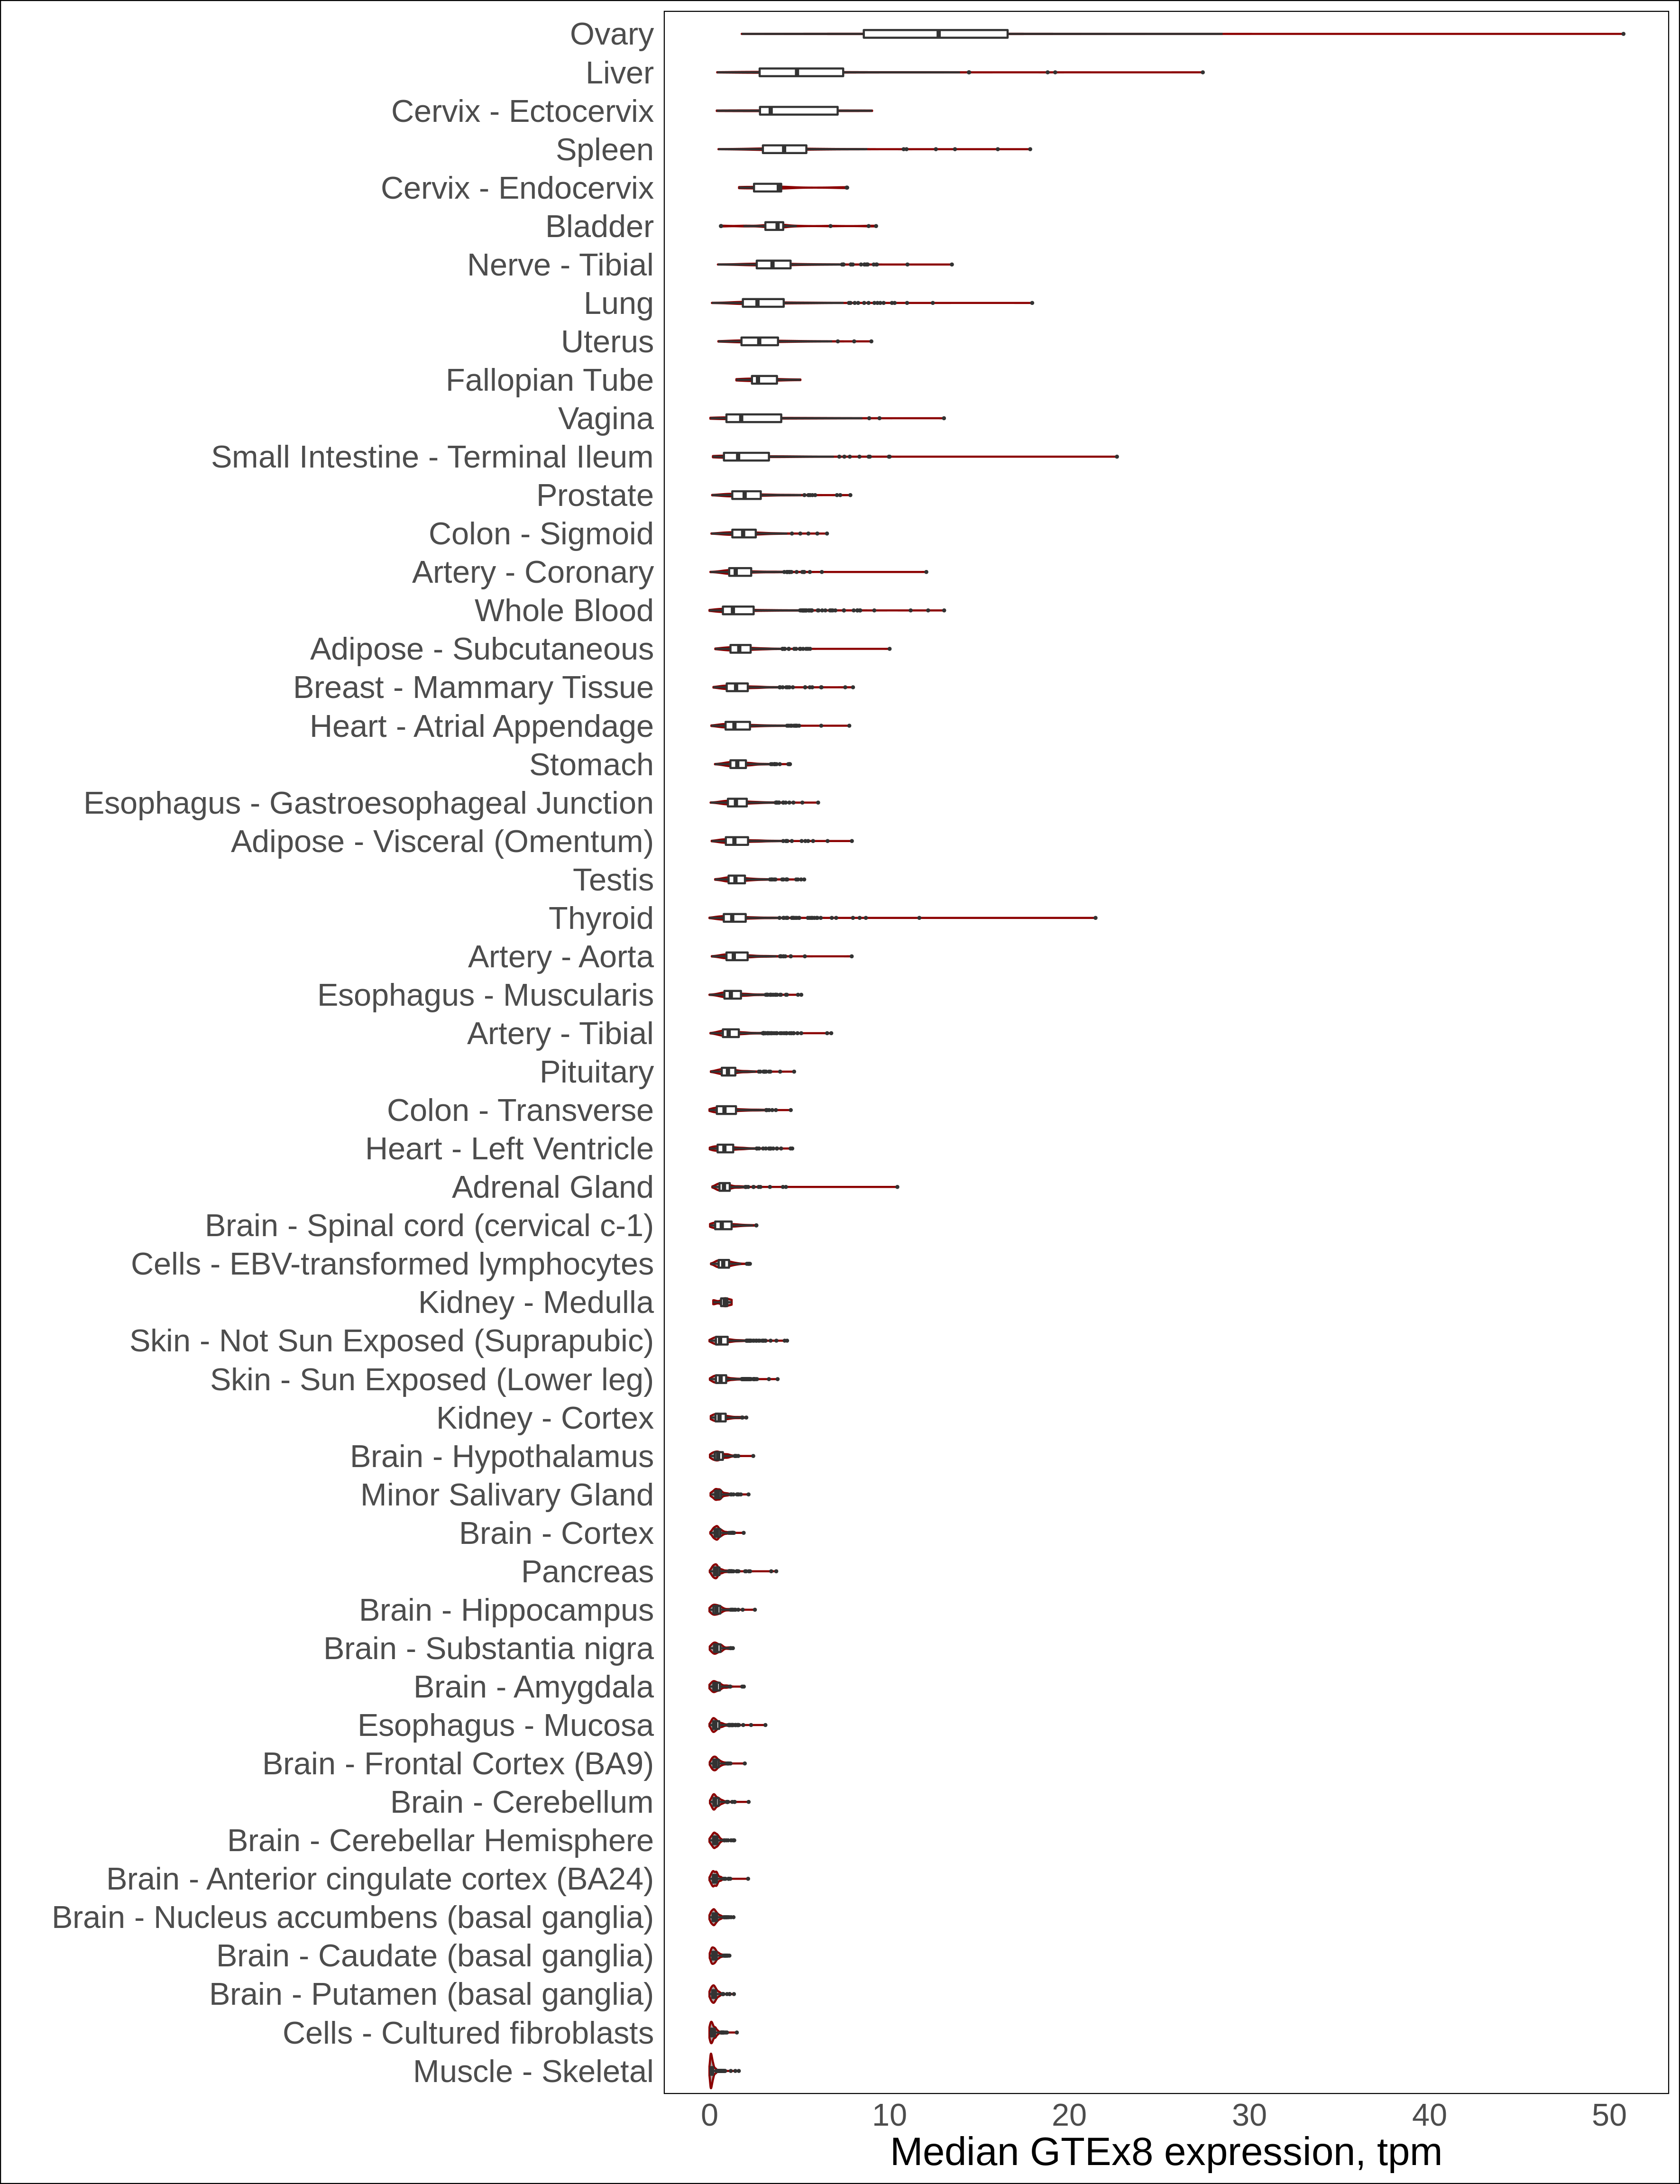 Ovary
Liver
Cervix - Ectocervix
Spleen
Cervix - Endocervix
Bladder
Nerve - Tibial
Lung
Uterus
Fallopian Tube
Vagina
Small Intestine - Terminal Ileum
Prostate
Colon - Sigmoid
Artery - Coronary
Whole Blood
Adipose - Subcutaneous
Breast - Mammary Tissue
Heart - Atrial Appendage
Stomach
Esophagus - Gastroesophageal Junction
Adipose - Visceral (Omentum)
Testis
Thyroid
Artery - Aorta
Esophagus - Muscularis
Artery - Tibial
Pituitary
Colon - Transverse
Heart - Left Ventricle
Adrenal Gland
Brain - Spinal cord (cervical c-1)
Cells - EBV-transformed lymphocytes
Kidney - Medulla
Skin - Not Sun Exposed (Suprapubic)
Skin - Sun Exposed (Lower leg)
Kidney - Cortex
Brain - Hypothalamus
Minor Salivary Gland
Brain - Cortex
Pancreas
Brain - Hippocampus
Brain - Substantia nigra
Brain - Amygdala
Esophagus - Mucosa
Brain - Frontal Cortex (BA9)
Brain - Cerebellum
Brain - Cerebellar Hemisphere
Brain - Anterior cingulate cortex (BA24)
Brain - Nucleus accumbens (basal ganglia)
Brain - Caudate (basal ganglia)
Brain - Putamen (basal ganglia)
Cells - Cultured fibroblasts
Muscle - Skeletal
0 10 20 30 40 50
Median GTEx8 expression, tpm